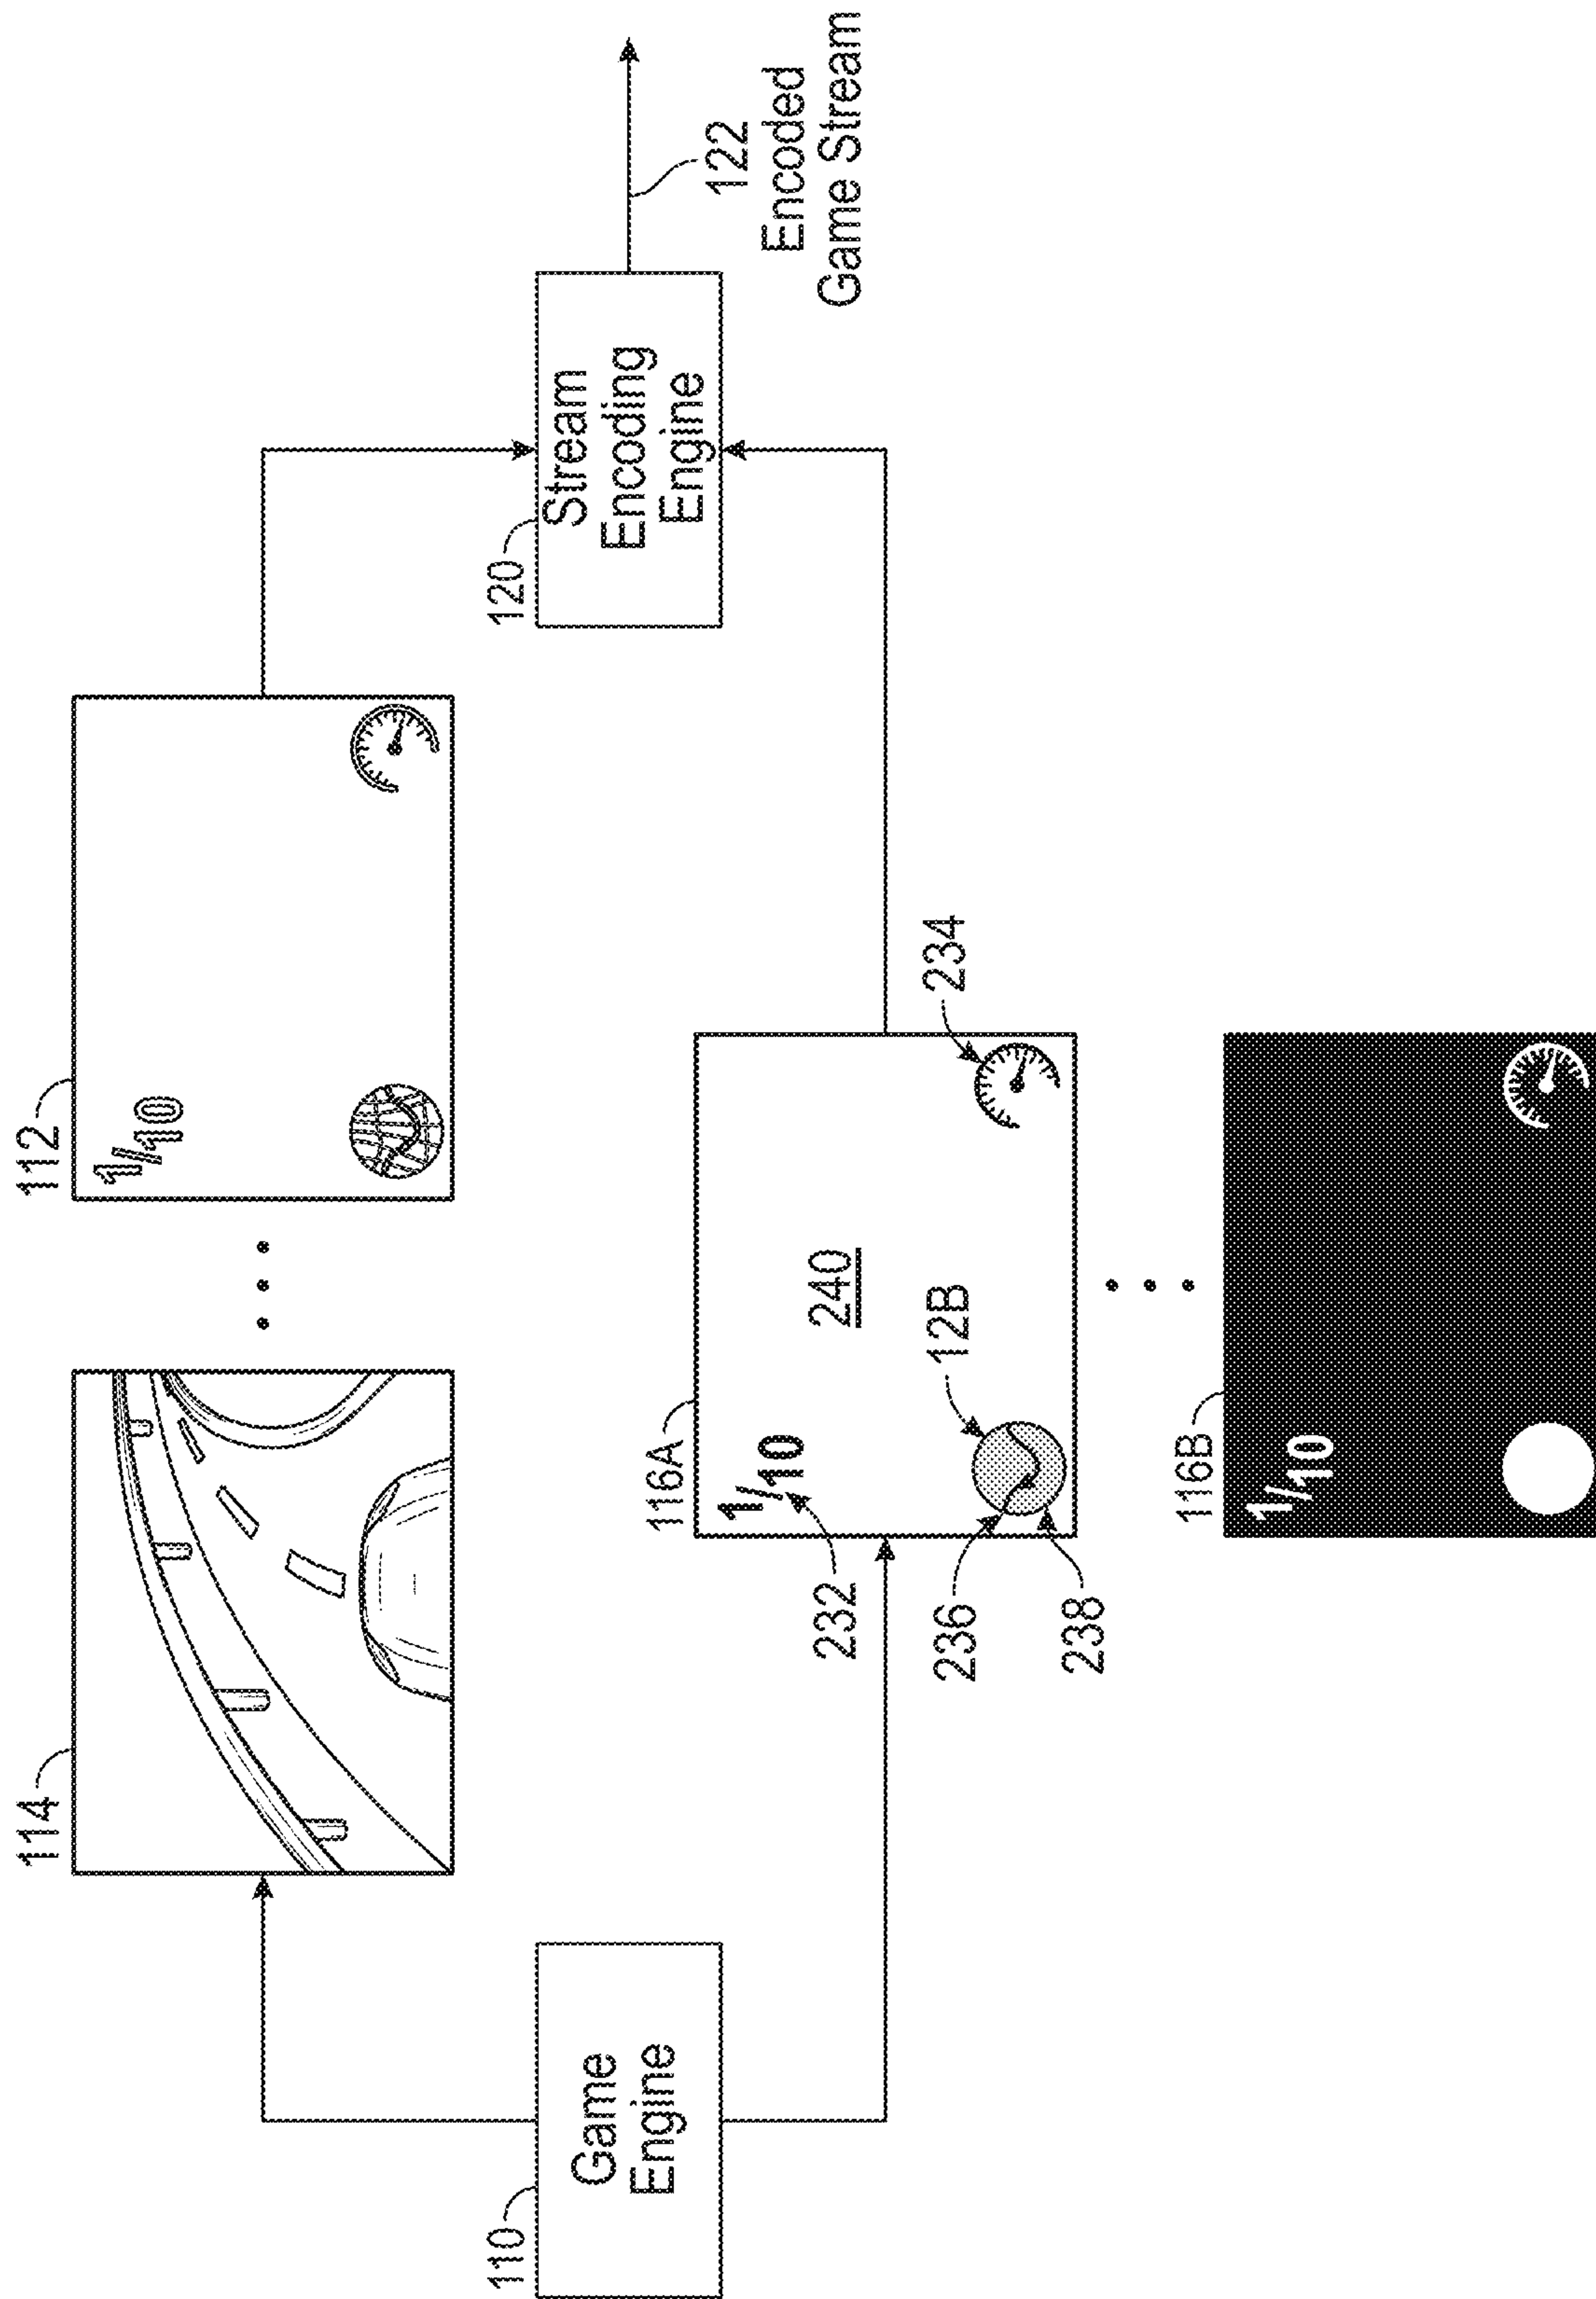 114
112
1/10
110
Game
Engine
120
Stream
Encoding
Engine
122
Encoded
Game Stream
116A
1/10
232
240
234
12B
236
238
116B
1/10